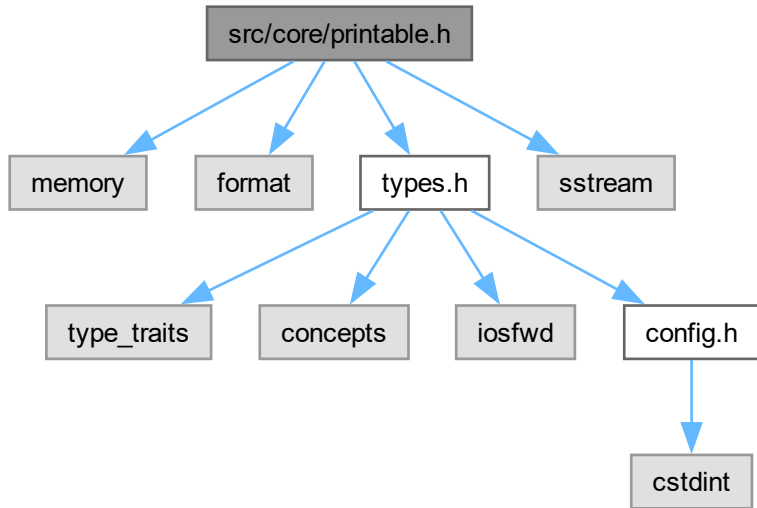 src/core/printable.h
memory
format
types.h
sstream
type_traits
concepts
iosfwd
config.h
cstdint